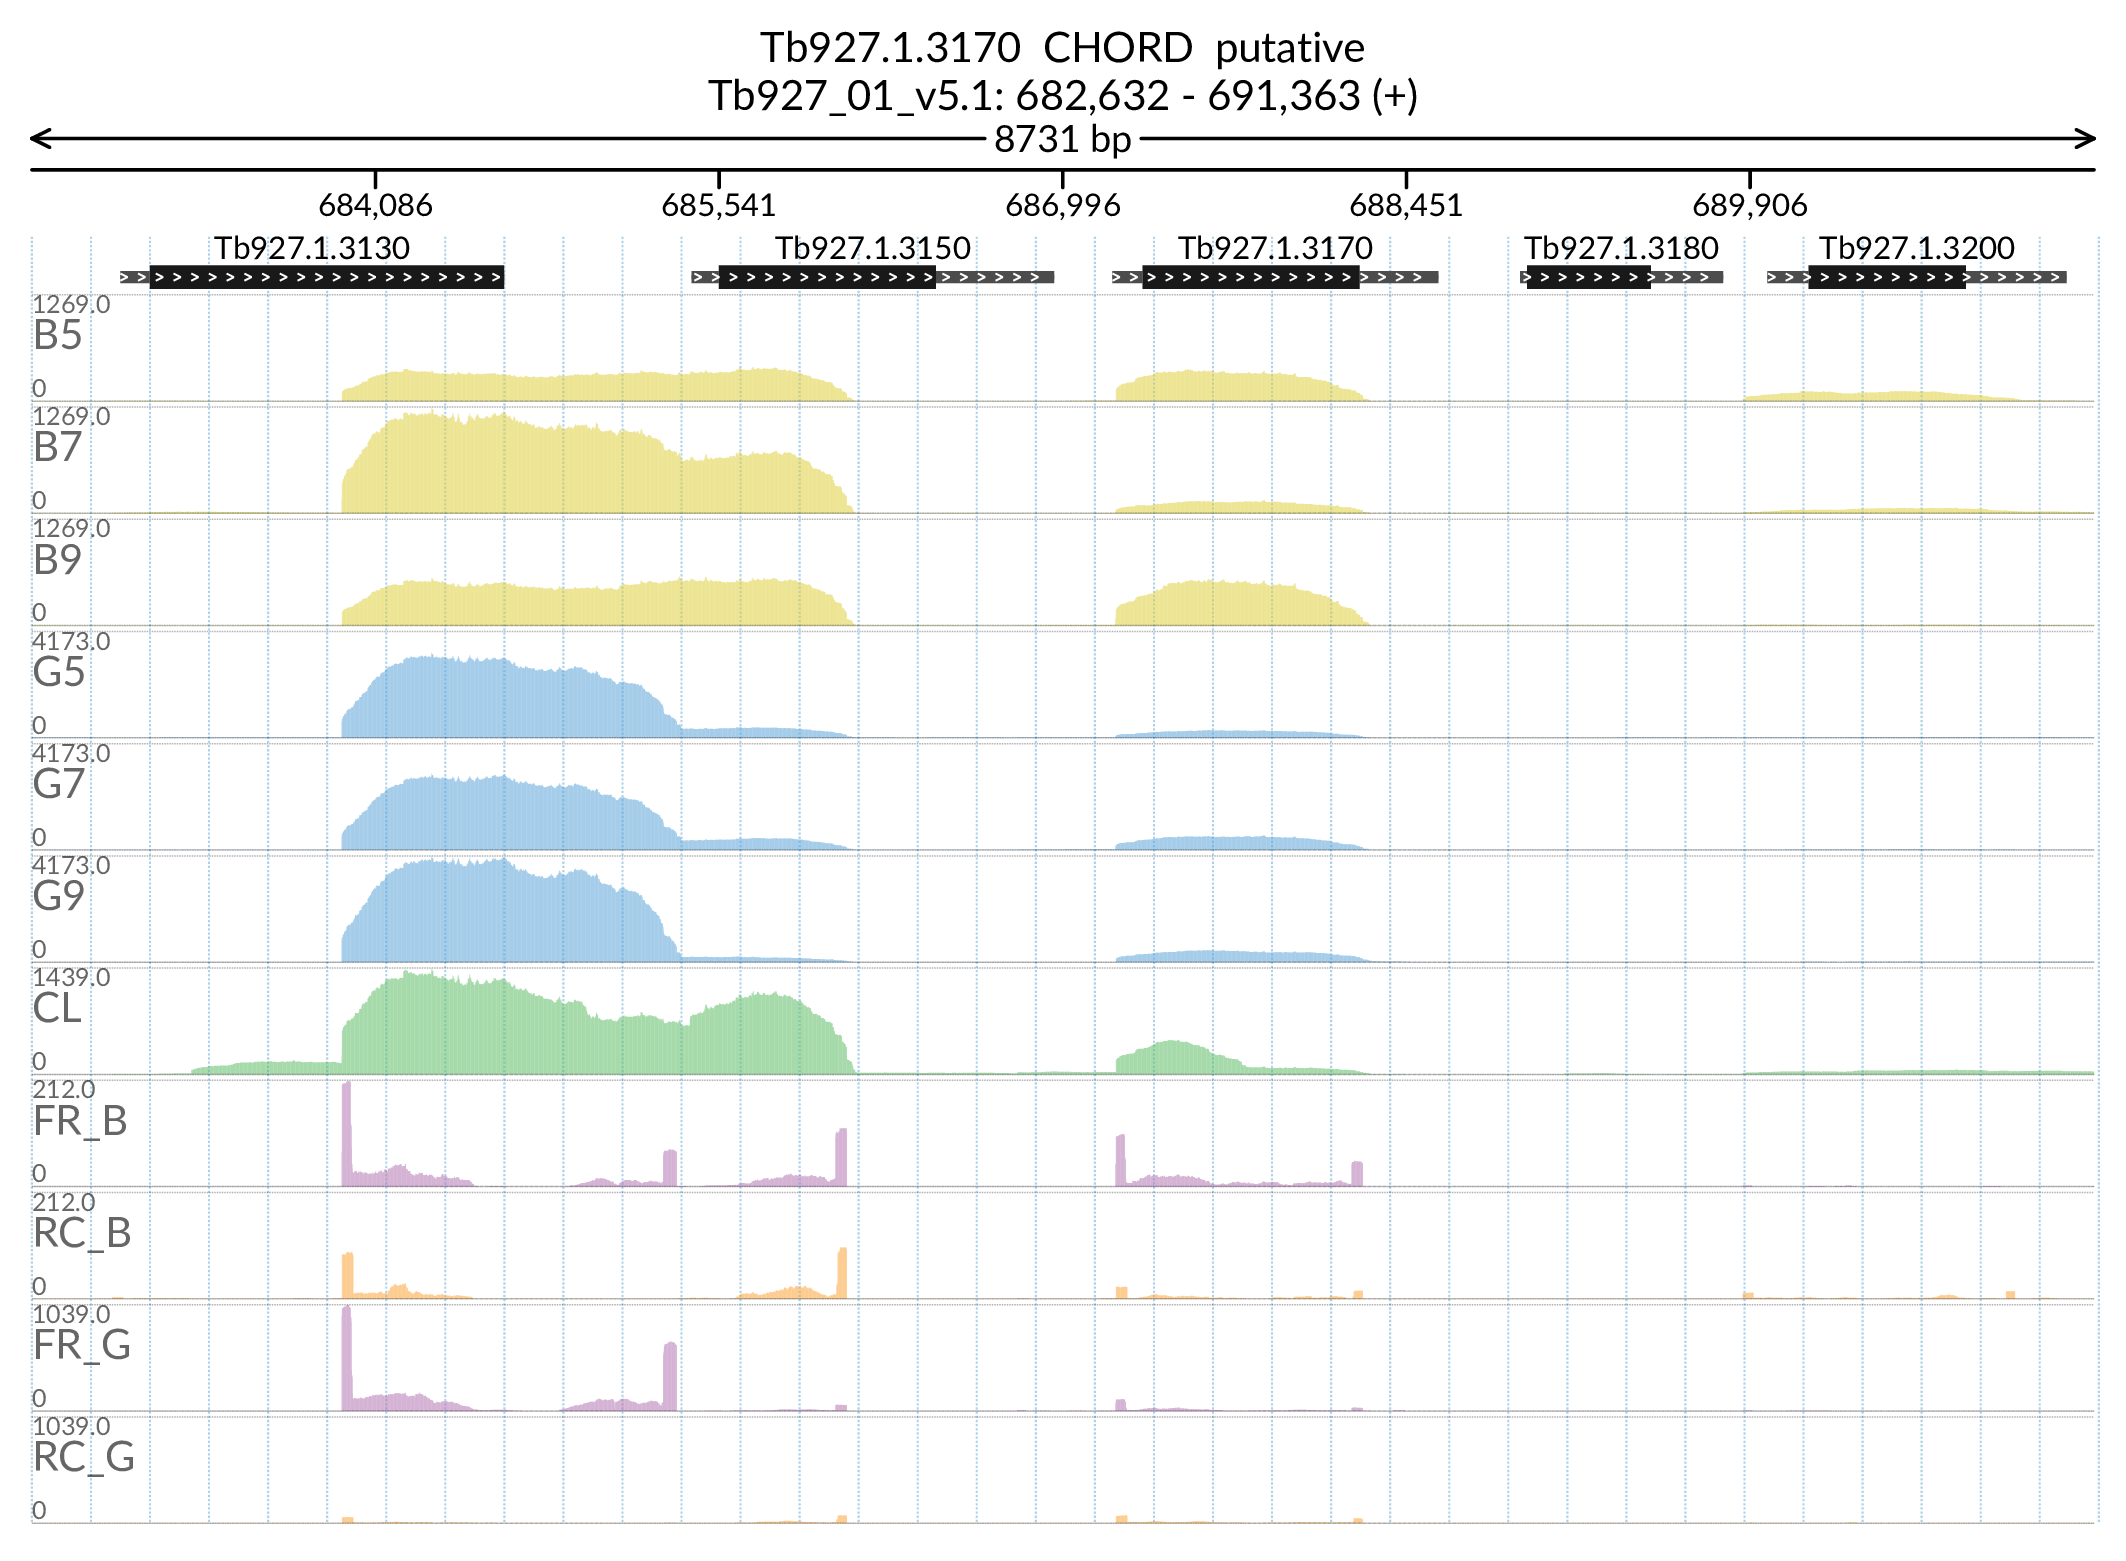 Tb927.1.3170 CHORD putative
Tb927_01_v5.1: 682,632 - 691,363 (+)
8731 bp
684,086 685,541 686,996 688,451 689,906
Tb927.1.3130 Tb927.1.3150 Tb927.1.3170 Tb927.1.3180 Tb927.1.3200
1269.0
B5
0
1269.0
B7
0
1269.0
B9
0
4173.0
G5
0
4173.0
G7
0
4173.0
G9
0
1439.0
CL
0
212.0
FR_B
0
212.0
RC_B
0
1039.0
FR_G
0
1039.0
RC_G
0